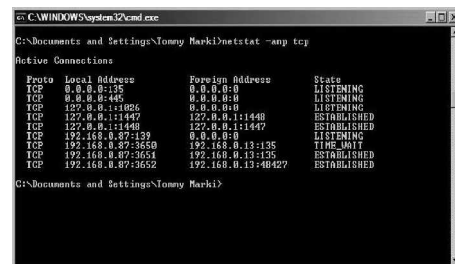 C:\WINDOWS\system32\cmd.exe
C:\Documents and Settings\Tommy Marki>netstat -anp tcp
Active Connections
Proto Local Address Foreign Address State
TCP 0.0.0.0:135 0.0.0.0:0 LISTENING
TCP 0.0.0.0:445 0.0.0.0:0 LISTENING
TCP 127.0.0.1:1026 0.0.0.0:0 LISTENING
TCP 127.0.0.1:1447 127.0.0.1:1448 ESTABLISHED
TCP 127.0.0.1:1448 127.0.0.1:1447 ESTABLISHED
TCP 192.168.0.87:139 0.0.0.0:0 LISTENING
TCP 192.168.0.87:3650 192.168.0.13:135 TIME_WAIT
TCP 192.168.0.87:3651 192.168.0.13:135 ESTABLISHED
TCP 192.168.0.87:3652 192.168.0.13:48427 ESTABLISHED
C:\Documents and Settings\Tommy Marki>